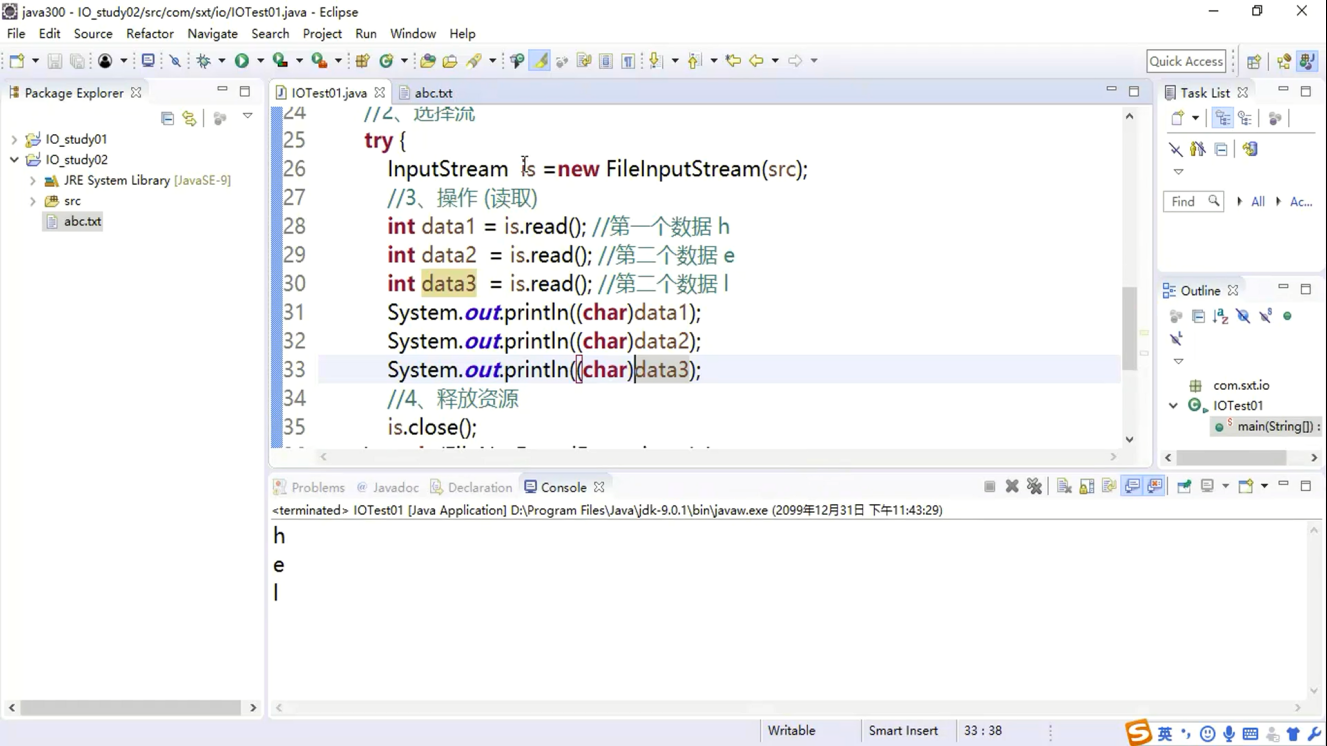 java300 - IO_study02/src/com/sxt/io/IOTest01.java - Eclipse
File Edit Source Refactor Navigate Search Project Run Window Help
Quick Access
Package Explorer
IO_study01
IO_study02
JRE System Library [JavaSE-9]
src
abc.txt
IOTest01.java
abc.txt
24 //2、选择流
25 try {
26 InputStream is =new FileInputStream(src);
27 //3、操作 (读取)
28 int data1 = is.read(); //第一个数据 h
29 int data2 = is.read(); //第二个数据 e
30 int data3 = is.read(); //第二个数据 l
31 System.out.println((char)data1);
32 System.out.println((char)data2);
33 System.out.println((char)data3);
34 //4、释放资源
35 is.close();
Task List
Find All Ac...
Outline
com.sxt.io
IOTest01
main(String[]) :
Problems Javadoc Declaration Console
<terminated> IOTest01 [Java Application] D:\Program Files\Java\jdk-9.0.1\bin\javaw.exe (2099年12月31日 下午11:43:29)
h
e
l
Writable Smart Insert 33 : 38
英